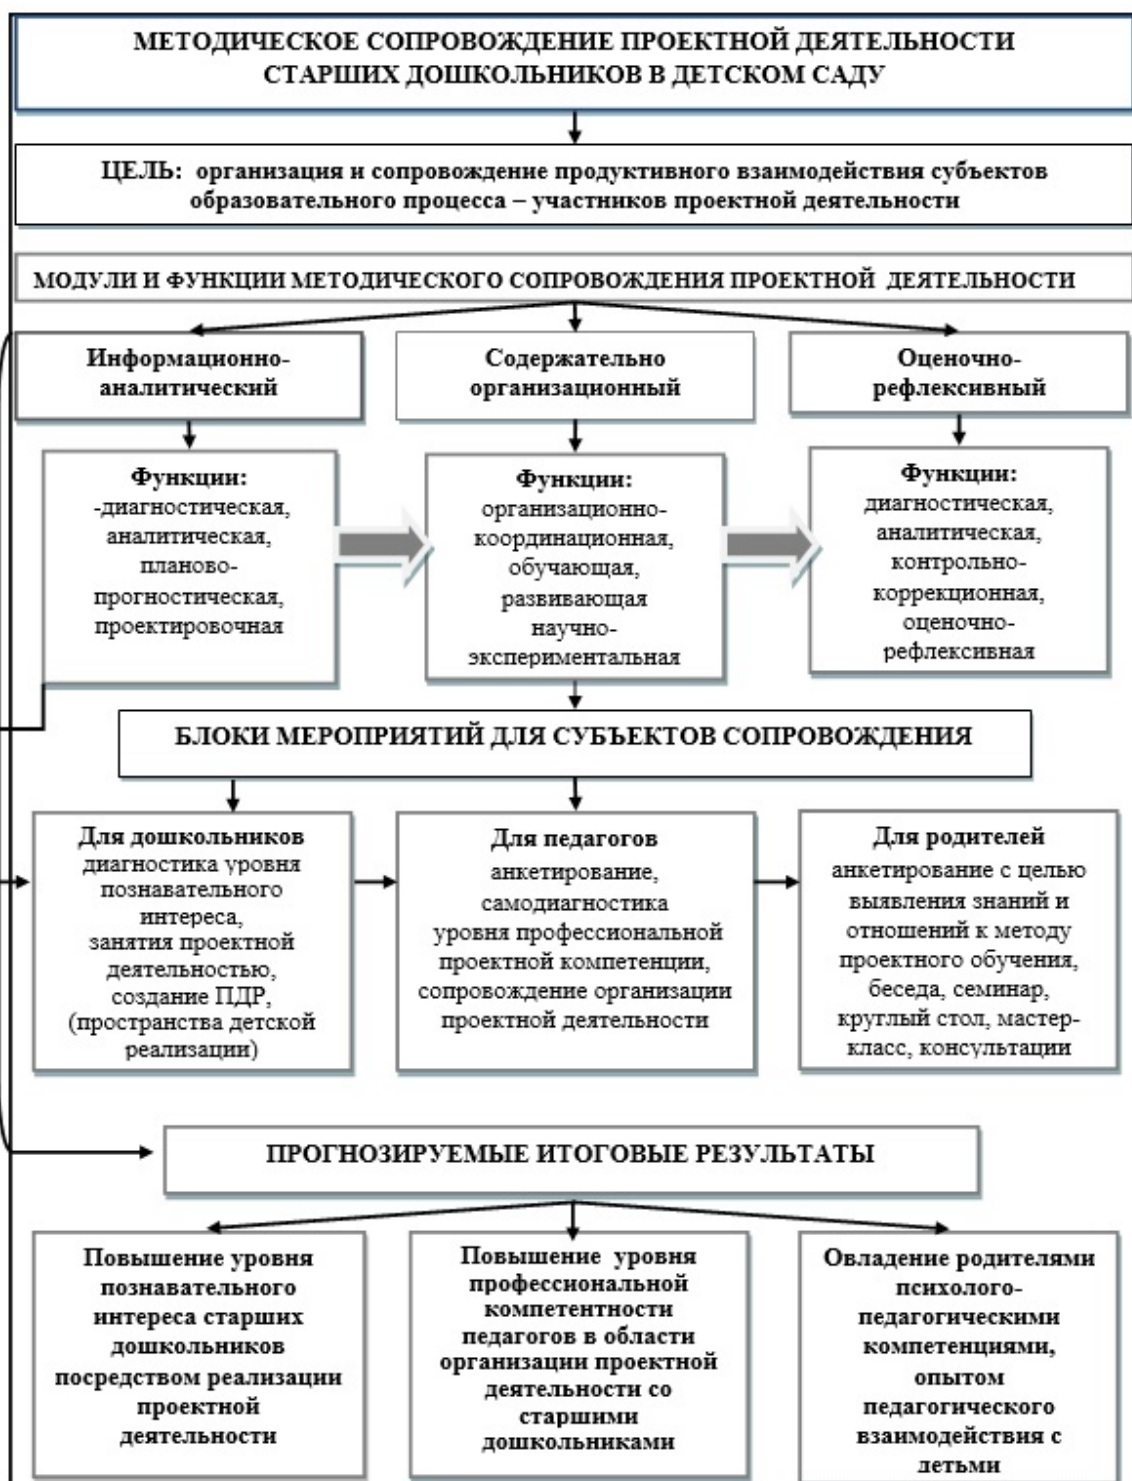 МЕТОДИЧЕСКОЕ СОПРОВОЖДЕНИЕ ПРОЕКТНОЙ ДЕЯТЕЛЬНОСТИ
СТАРШИХ ДОШКОЛЬНИКОВ В ДЕТСКОМ САДУ
ЦЕЛЬ: организация и сопровождение продуктивного взаимодействия субъектов
образовательного процесса – участников проектной деятельности
МОДУЛИ И ФУНКЦИИ МЕТОДИЧЕСКОГО СОПРОВОЖДЕНИЯ ПРОЕКТНОЙ ДЕЯТЕЛЬНОСТИ
Информационно-
аналитический
Содержательно
организационный
Оценочно-
рефлексивный
Функции:
-диагностическая,
аналитическая,
планово-
прогностическая,
проектировочная
Функции:
организационно-
координационная,
обучающая,
развивающая
научно-
экспериментальная
Функции:
диагностическая,
аналитическая,
контрольно-
коррекционная,
оценочно-
рефлексивная
БЛОКИ МЕРОПРИЯТИЙ ДЛЯ СУБЪЕКТОВ СОПРОВОЖДЕНИЯ
Для дошкольников
диагностика уровня
познавательного
интереса,
занятия проектной
деятельностью,
создание ПДР,
(пространства детской
реализации)
Для педагогов
анкетирование,
самодиагностика
уровня профессиональной
проектной компетенции,
сопровождение организации
проектной деятельности
Для родителей
анкетирование с целью
выявления знаний и
отношений к методу
проектного обучения,
беседа, семинар,
круглый стол, мастер-
класс, консультации
ПРОГНОЗИРУЕМЫЕ ИТОГОВЫЕ РЕЗУЛЬТАТЫ
Повышение уровня
познавательного
интереса старших
дошкольников
посредством реализации
проектной
деятельности
Повышение уровня
профессиональной
компетентности
педагогов в области
организации проектной
деятельности со
старшими
дошкольниками
Овладение родителями
психолого-
педагогическими
компетенциями,
опытом
педагогического
взаимодействия с
детьми